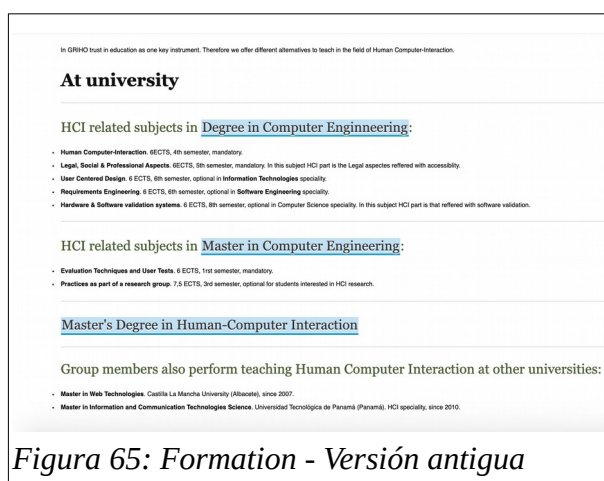 In GRIHO trust in education as one key instrument. Therefore we offer different alternatives to teach in the field of Human Computer-Interaction.
At university
HCI related subjects in Degree in Computer Enginneering:
• Human Computer-Interaction. 6ECTS, 4th semester, mandatory.
• Legal, Social & Professional Aspects. 6ECTS, 5th semester, mandatory. In this subject HCI part is the Legal aspectes reffered with accessiblity.
• User Centered Design. 6 ECTS, 6th semester, optional in Information Technologies speciality.
• Requirements Engineering. 6 ECTS, 6th semester, optional in Software Engineering speciality.
• Hardware & Software validation systems. 6 ECTS, 8th semester, optional in Computer Science speciality. In this subject HCI part is that reffered with software validation.
HCI related subjects in Master in Computer Engineering:
• Evaluation Techniques and User Tests. 6 ECTS, 1rst semester, mandatory.
• Practices as part of a research group. 7,5 ECTS, 3rd semester, optional for students interested in HCI research.
Master's Degree in Human-Computer Interaction
Group members also perform teaching Human Computer Interaction at other universities:
• Master in Web Technologies. Castilla La Mancha University (Albacete), since 2007.
• Master in Information and Communication Technologies Science. Universidad Tecnológica de Panamá (Panamá). HCI speciality, since 2010.
Figura 65: Formation - Versión antigua